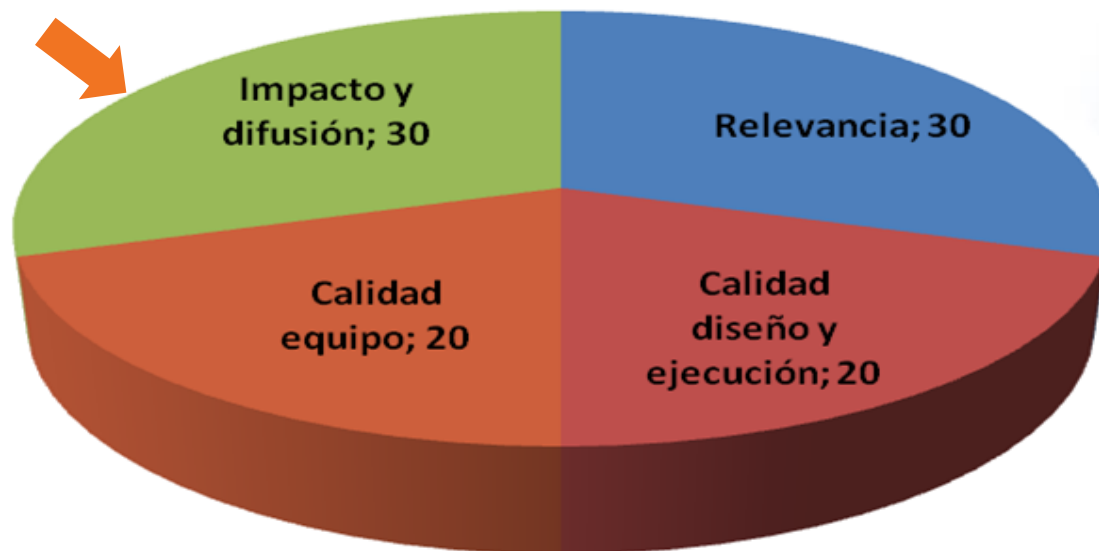 Impacto y
difusión; 30
Relevancia; 30
Calidad
equipo; 20
Calidad
diseño y
ejecución; 20